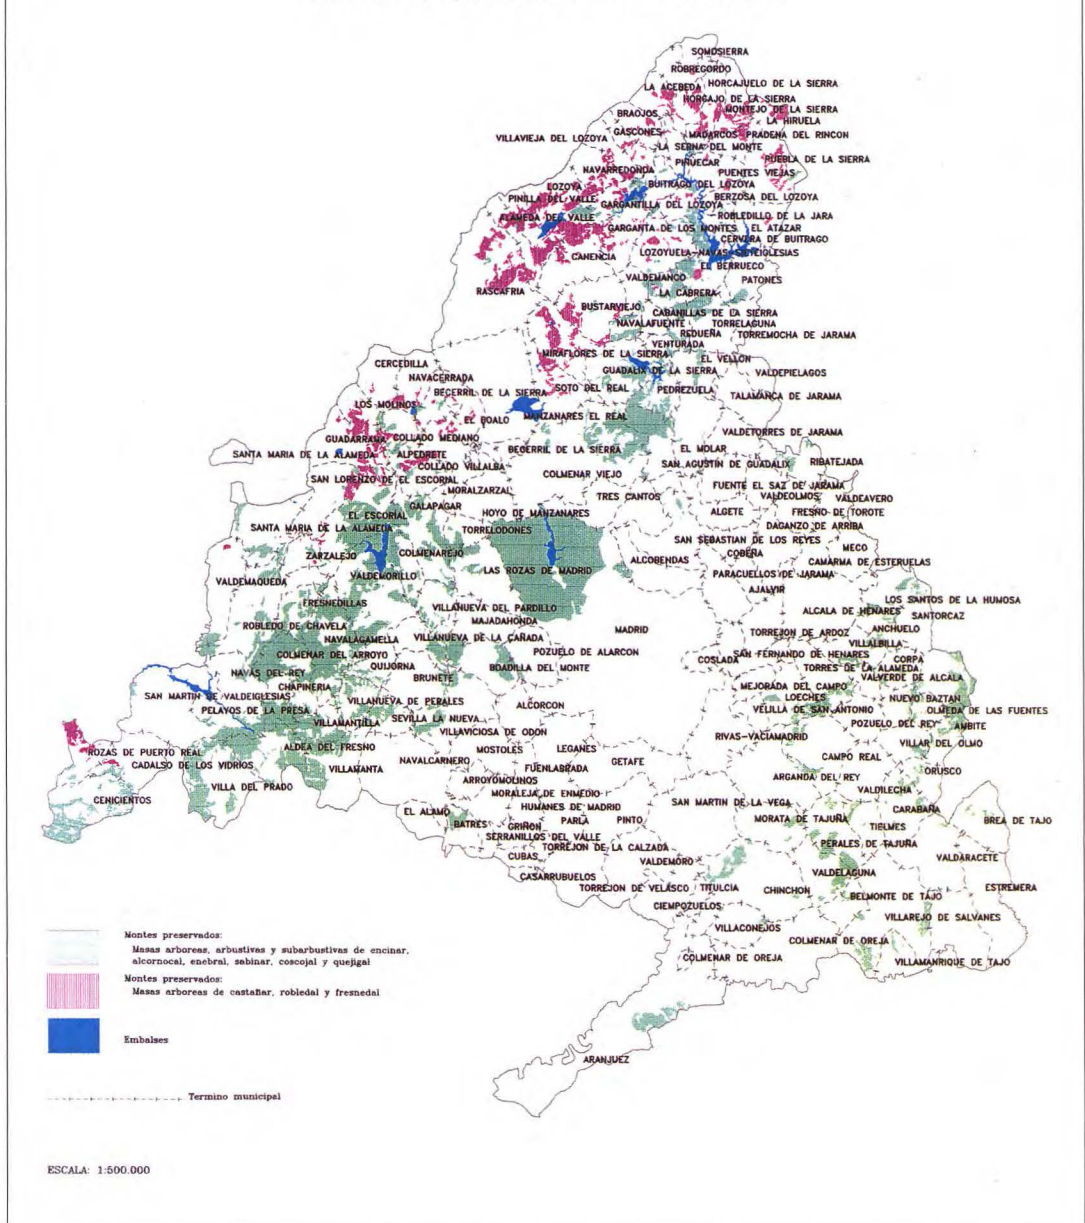 SOMOSIERRA
ROBREGORDO
LA ACEBEDA
HORCAJUELO DE LA SIERRA
HORCAJO DE LA SIERRA
MONTEJO DE LA SIERRA
BRAOJOS
LA HIRUELA
GASCONES
MADARCOS
PRADENA DEL RINCON
VILLAVIEJA DEL LOZOYA
LA SERNA DEL MONTE
PIÑUECAR
PUEBLA DE LA SIERRA
NAVARREDONDA
PUENTES VIEJAS
LOZOYA
BUITRAGO DEL LOZOYA
PINILLA DEL VALLE
BERZOSA DEL LOZOYA
GARGANTILLA DEL LOZOYA
ALAMEDA DEL VALLE
ROBLEDILLO DE LA JARA
GARGANTA DE LOS MONTES
EL ATAZAR
CERVERA DE BUITRAGO
CANENCIA
LOZOYUELA-NAVAS-SIETEIGLESIAS
EL BERRUECO
VALDEMANCO
PATONES
RASCAFRIA
LA CABRERA
BUSTARVIEJO
CABANILLAS DE LA SIERRA
NAVALAFUENTE
TORRELAGUNA
REDUEÑA
TORREMOCHA DE JARAMA
VENTURADA
MIRAFLORES DE LA SIERRA
EL VELLON
CERCEDILLA
GUADALIX DE LA SIERRA
VALDEPIELAGOS
NAVACERRADA
SOTO DEL REAL
PEDREZUELA
BECERRIL DE LA SIERRA
TALAMANCA DE JARAMA
LOS MOLINOS
EL BOALO
MANZANARES EL REAL
VALDETORRES DE JARAMA
GUADARRAMA
COLLADO MEDIANO
BECERRIL DE LA SIERRA
EL MOLAR
SANTA MARIA DE LA ALAMEDA
ALPEDRETE
SAN AGUSTIN DE GUADALIX
RIBATEJADA
COLLADO VILLALBA
COLMENAR VIEJO
SAN LORENZO DE EL ESCORIAL
FUENTE EL SAZ DE JARAMA
MORALZARZAL
TRES CANTOS
VALDEOLMOS
VALDEAVERO
GALAPAGAR
HOYO DE MANZANARES
ALGETE
FRESNO DE TOROTE
EL ESCORIAL
SANTA MARIA DE LA ALAMEDA
TORRELODONES
DAGANZO DE ARRIBA
SAN SEBASTIAN DE LOS REYES
ZARZALEJO
COLMENAREJO
COBEÑA
MECO
ALCOBENDAS
CAMARMA DE ESTERUELAS
VALDEMAQUEDA
VALDEMORILLO
LAS ROZAS DE MADRID
PARACUELLOS DE JARAMA
AJALVIR
FRESNEDILLAS
VILLANUEVA DEL PARDILLO
LOS SANTOS DE LA HUMOSA
ALCALA DE HENARES
SANTORCAZ
ROBLEDO DE CHAVELA
MAJADAHONDA
MADRID
ANCHUELO
NAVALAGAMELLA
VILLANUEVA DE LA CAÑADA
TORREJON DE ARDOZ
VILLALBILLA
COLMENAR DEL ARROYO
POZUELO DE ALARCON
SAN FERNANDO DE HENARES
COSLADA
CORPA
NAVAS DEL REY
QUIJORNA
BOADILLA DEL MONTE
TORRES DE LA ALAMEDA
BRUNETE
VALVERDE DE ALCALA
CHAPINERIA
MEJORADA DEL CAMPO
SAN MARTIN DE VALDEIGLESIAS
LOECHES
NUEVO BAZTAN
VILLANUEVA DE PERALES
ALCORCON
VELILLA DE SAN ANTONIO
OLMEDA DE LAS FUENTES
PELAYOS DE LA PRESA
VILLAMANTILLA
SEVILLA LA NUEVA
POZUELO DEL REY
AMBITE
VILLAVICIOSA DE ODON
RIVAS-VACIAMADRID
VILLAR DEL OLMO
ROZAS DE PUERTO REAL
ALDEA DEL FRESNO
MOSTOLES
LEGANES
CAMPO REAL
CADALSO DE LOS VIDRIOS
NAVALCARNERO
GETAFE
VILLAMANTA
FUENLABRADA
ORUSCO
ARROYOMOLINOS
ARGANDA DEL REY
VILLA DEL PRADO
MORALEJA DE ENMEDIO
VALDILECHA
CENICIENTOS
HUMANES DE MADRID
SAN MARTIN DE LA VEGA
CARABAÑA
EL ALAMO
PARLA
PINTO
MORATA DE TAJUÑA
BREA DE TAJO
BATRES
GRIÑON
TIELMES
SERRANILLOS DEL VALLE
PERALES DE TAJUÑA
TORREJON DE LA CALZADA
CUBAS
VALDEMORO
VALDARACETE
CASARRUBUELOS
VALDELAGUNA
TORREJON DE VELASCO
TITULCIA
CHINCHON
ESTREMERA
BELMONTE DE TAJO
CIEMPOZUELOS
VILLAREJO DE SALVANES
VILLACONEJOS
COLMENAR DE OREJA
COLMENAR DE OREJA
VILLAMANRIQUE DE TAJO
ARANJUEZ
Montes preservados:
Masas arboreas, arbustivas y subarbustivas de encinar,
alcornocal, enebral, sabinar, coscojal y quejigal
Montes preservados:
Masas arboreas de castañar, robledal y fresnedal
Embalses
Termino municipal
ESCALA: 1:500.000